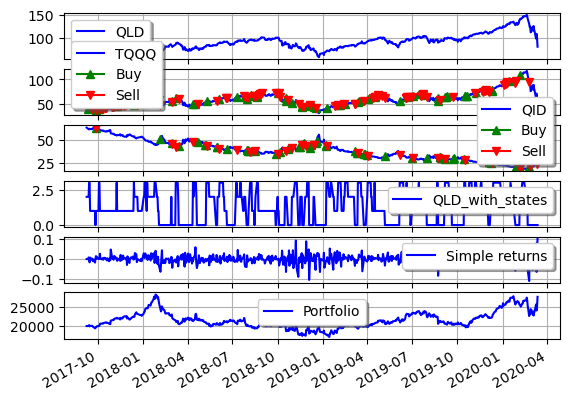 150
100
QLD
TQQQ
Buy
Sell
100
50
QID
Buy
Sell
50
25
2.5
0.0
QLD_with_states
0.1
0.0
−0.1
Simple returns
25000
20000
Portfolio
2017-10
2018-01
2018-04
2018-07
2018-10
2019-01
2019-04
2019-07
2019-10
2020-01
2020-04